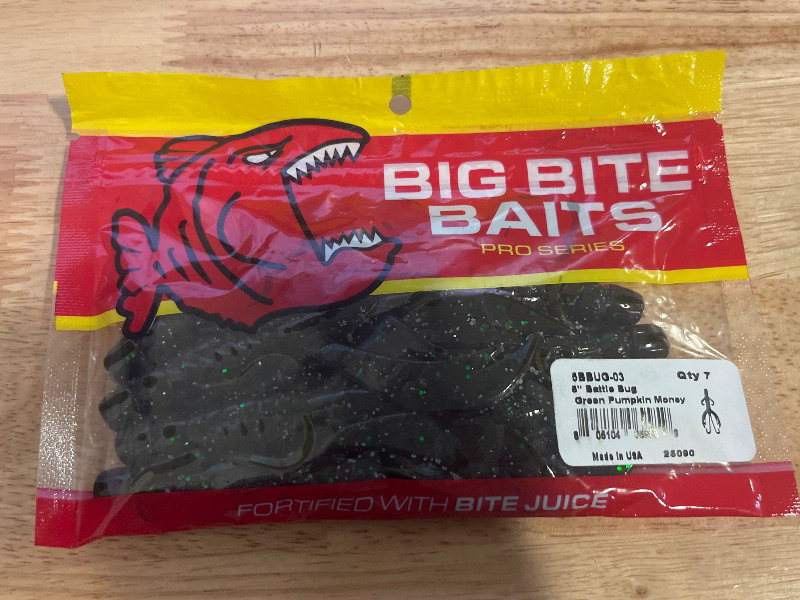 BIG BITE
BAITS
PRO SERIES
5BBUG-03 Qty 7
5" Battle Bug
Green Pumpkin Money
Made in USA 25090
FORTIFIED WITH BITE JUICE